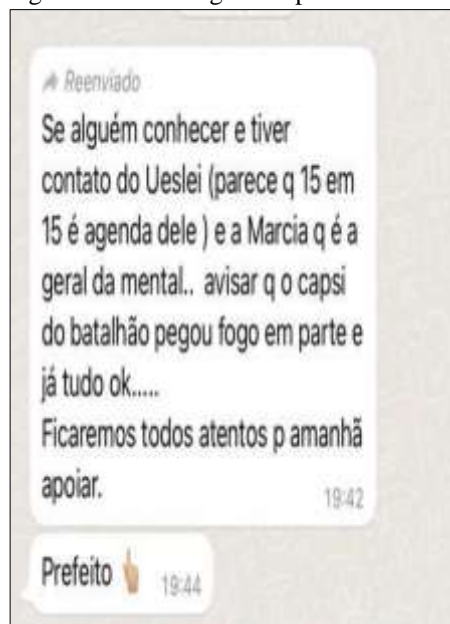 Reenviado
Se alguém conhecer e tiver
contato do Ueslei (parece q 15 em
15 é agenda dele ) e a Marcia q é a
geral da mental.. avisar q o capsi
do batalhão pegou fogo em parte e
já tudo ok.....
Ficaremos todos atentos p amanhã
apoiar.
19:42
Prefeito 👆🏼 19:44